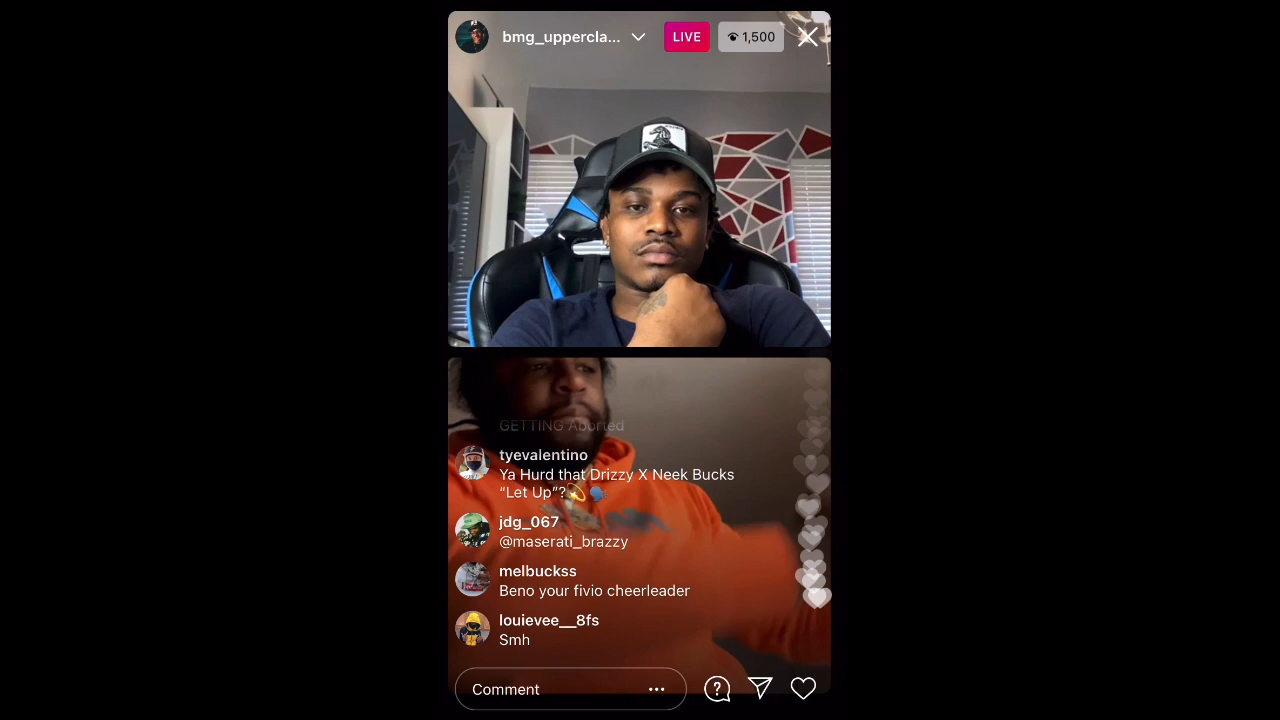 bmg_uppercla...
LIVE
1,500
GETTING Aborted
tyevalentino
Ya Hurd that Drizzy X Neek Bucks
“Let Up”?💫🗣
jdg_067
@maserati_brazzy
melbuckss
Beno your fivio cheerleader
louievee__8fs
Smh
Comment